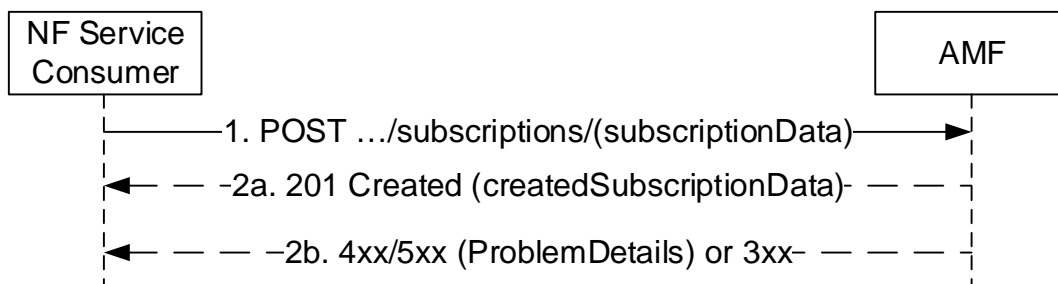 NF Service
Consumer
AMF
1. POST …/subscriptions/(subscriptionData)
2a. 201 Created (createdSubscriptionData)
2b. 4xx/5xx (ProblemDetails) or 3xx